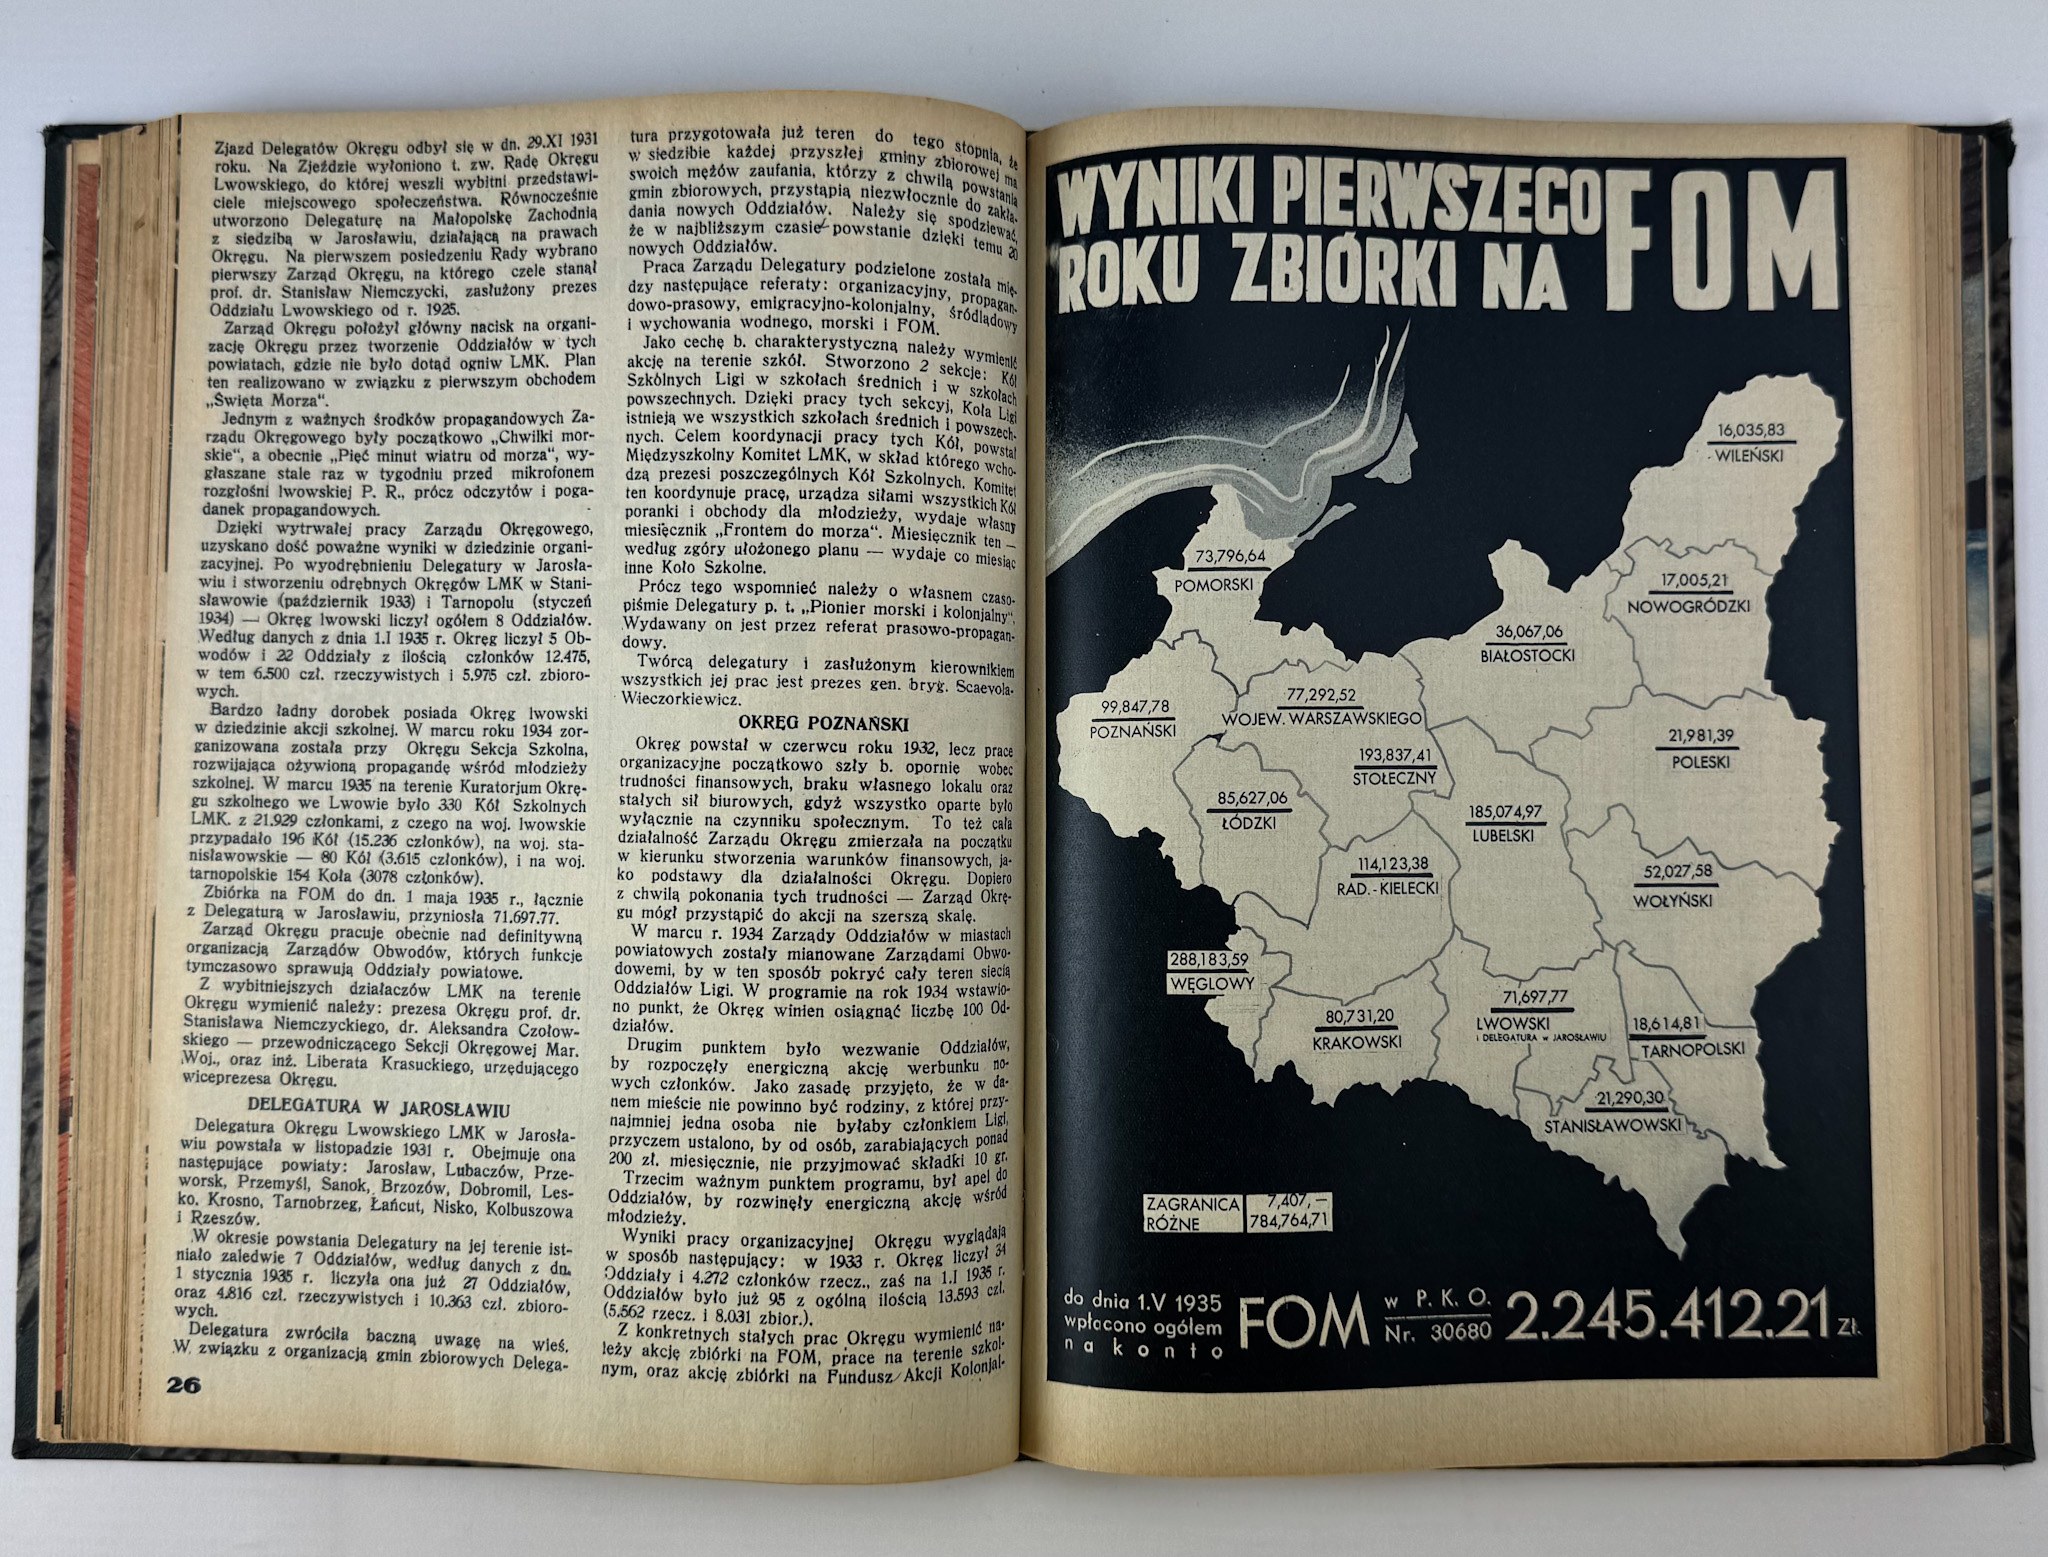 Zjazd Delegatów Okręgu odbył się w dn. 29.XI 1931
roku. Na Zjeździe wyłoniono t. zw. Radę Okręgu
Lwowskiego, do której weszli wybitni przedstawi-
ciele miejscowego społeczeństwa. Równocześnie
utworzono Delegaturę na Małopolskę Zachodnią
z siedzibą w Jarosławiu, działającą na prawach
Okręgu. Na pierwszem posiedzeniu Rady wybrano
pierwszy Zarząd Okręgu, na którego czele stanął
prof. dr. Stanisław Niemczycki, zasłużony prezes
Oddziału Lwowskiego od r. 1925.
Zarząd Okręgu położył główny nacisk na organi-
zację Okręgu przez tworzenie Oddziałów w tych
powiatach, gdzie nie było dotąd ogniw LMK. Plan
ten realizowano w związku z pierwszym obchodem
„Święta Morza".
Jednym z ważnych środków propagandowych Za-
rządu Okręgowego były początkowo „Chwilki mor-
skie", a obecnie „Pięć minut wiatru od morza", wy-
głaszane stale raz w tygodniu przed mikrofonem
rozgłośni lwowskiej P. R., prócz odczytów i poga-
danek propagandowych.
Dzięki wytrwałej pracy Zarządu Okręgowego,
uzyskano dość poważne wyniki w dziedzinie organi-
zacyjnej. Po wyodrębnieniu Delegatury w Jarosła-
wiu i stworzeniu odrębnych Okręgów LMK w Stani-
sławowie (październik 1933) i Tarnopolu (styczeń
1934) — Okręg lwowski liczył ogółem 8 Oddziałów.
Według danych z dnia 1.I 1935 r. Okręg liczył 5 Ob-
wodów i 22 Oddziały z ilością członków 12.475,
w tem 6.500 czł. rzeczywistych i 5.975 czł. zbioro-
wych.
Bardzo ładny dorobek posiada Okręg lwowski
w dziedzinie akcji szkolnej. W marcu roku 1934 zor-
ganizowana została przy Okręgu Sekcja Szkolna,
rozwijająca ożywioną propagandę wśród młodzieży
szkolnej. W marcu 1935 na terenie Kuratorjum Okrę-
gu szkolnego we Lwowie było 330 Kół Szkolnych
LMK. z 21.929 członkami, z czego na woj. lwowskie
przypadało 196 Kół (15.236 członków), na woj. sta-
nisławowskie — 80 Kół (3.615 członków), i na woj.
tarnopolskie 154 Koła (3078 członków).
Zbiórka na FOM do dn. 1 maja 1935 r., łącznie
z Delegaturą w Jarosławiu, przyniosła 71.697.77.
Zarząd Okręgu pracuje obecnie nad definitywną
organizacją Zarządów Obwodów, których funkcje
tymczasowo sprawują Oddziały powiatowe.
Z wybitniejszych działaczów LMK na terenie
Okręgu wymienić należy: prezesa Okręgu prof. dr.
Stanisława Niemczyckiego, dr. Aleksandra Czołow-
skiego — przewodniczącego Sekcji Okręgowej Mar.
Woj., oraz inż. Liberata Krasuckiego, urzędującego
wiceprezesa Okręgu.
DELEGATURA W JAROSŁAWIU
Delegatura Okręgu Lwowskiego LMK w Jarosła-
wiu powstała w listopadzie 1931 r. Obejmuje ona
następujące powiaty: Jarosław, Lubaczów, Prze-
worsk, Przemyśl, Sanok, Brzozów, Dobromil, Les-
ko, Krosno, Tarnobrzeg, Łańcut, Nisko, Kolbuszowa
i Rzeszów.
W okresie powstania Delegatury na jej terenie ist-
niało zaledwie 7 Oddziałów, według danych z dn.
1 stycznia 1935 r. liczyła ona już 27 Oddziałów,
oraz 4.816 czł. rzeczywistych i 10.363 czł. zbioro-
wych.
Delegatura zwróciła baczną uwagę na wieś.
W związku z organizacją gmin zbiorowych Delega-
26
tura przygotowała już teren do tego stopnia, że
w siedzibie każdej przyszłej gminy zbiorowej ma
swoich mężów zaufania, którzy z chwilą powstania
gmin zbiorowych, przystąpią niezwłocznie do zakła-
dania nowych Oddziałów. Należy się spodziewać,
że w najbliższym czasie powstanie dzięki temu 20
nowych Oddziałów.
Praca Zarządu Delegatury podzielone została mię-
dzy następujące referaty: organizacyjny, propagan-
dowo-prasowy, emigracyjno-kolonjalny, śródlądowy
i wychowania wodnego, morski i FOM.
Jako cechę b. charakterystyczną należy wymienić
akcję na terenie szkół. Stworzono 2 sekcje: Kół
Szkólnych Ligi w szkołach średnich i w szkołach
powszechnych. Dzięki pracy tych sekcyj, Koła Ligi
istnieją we wszystkich szkołach średnich i powszech-
nych. Celem koordynacji pracy tych Kół, powstał
Międzyszkolny Komitet LMK, w skład którego wcho-
dzą prezesi poszczególnych Kół Szkolnych. Komitet
ten koordynuje pracę, urządza siłami wszystkich Kół
poranki i obchody dla młodzieży, wydaje własny
miesięcznik „Frontem do morza". Miesięcznik ten —
według zgóry ułożonego planu — wydaje co miesiąc
inne Koło Szkolne.
Prócz tego wspomnieć należy o własnem czaso-
piśmie Delegatury p. t. „Pionier morski i kolonjalny".
Wydawany on jest przez referat prasowo-propagan-
dowy.
Twórcą delegatury i zasłużonym kierownikiem
wszystkich jej prac jest prezes gen. bryg. Scaevola-
Wieczorkiewicz.
OKRĘG POZNAŃSKI
Okręg powstał w czerwcu roku 1932, lecz prace
organizacyjne początkowo szły b. opornie wobec
trudności finansowych, braku własnego lokalu oraz
stałych sił biurowych, gdyż wszystko oparte było
wyłącznie na czynniku społecznym. To też cała
działalność Zarządu Okręgu zmierzała na początku
w kierunku stworzenia warunków finansowych, ja-
ko podstawy dla działalności Okręgu. Dopiero
z chwilą pokonania tych trudności — Zarząd Okrę-
gu mógł przystąpić do akcji na szerszą skalę.
W marcu r. 1934 Zarządy Oddziałów w miastach
powiatowych zostały mianowane Zarządami Obwo-
dowemi, by w ten sposób pokryć cały teren siecią
Oddziałów Ligi. W programie na rok 1934 wstawio-
no punkt, że Okręg winien osiągnąć liczbę 100 Od-
działów.
Drugim punktem było wezwanie Oddziałów,
by rozpoczęły energiczną akcję werbunku no-
wych członków. Jako zasadę przyjęto, że w da-
nem mieście nie powinno być rodziny, z której przy-
najmniej jedna osoba nie byłaby członkiem Ligi,
przyczem ustalono, by od osób, zarabiających ponad
200 zł. miesięcznie, nie przyjmować składki 10 gr.
Trzecim ważnym punktem programu, był apel do
Oddziałów, by rozwinęły energiczną akcję wśród
młodzieży.
Wyniki pracy organizacyjnej Okręgu wyglądają
w sposób następujący: w 1933 r. Okręg liczył 34
Oddziały i 4.272 członków rzecz., zaś na 1.I 1935 r.
Oddziałów było już 95 z ogólną ilością 13.593 czł.
(5.562 rzecz. i 8.031 zbior.).
Z konkretnych stałych prac Okręgu wymienić na-
leży akcję zbiórki na FOM, prace na terenie szkol-
nym, oraz akcję zbiórki na Fundusz Akcji Kolonjal-
WYNIKI PIERWSZEGO
ROKU ZBIÓRKI NA FOM
16,035,83
WILEŃSKI
73,796,64
POMORSKI
17,005,21
NOWOGRÓDZKI
36,067,06
BIAŁOSTOCKI
99,847,78
POZNAŃSKI
77,292,52
WOJEW. WARSZAWSKIEGO
193,837,41
STOŁECZNY
21,981,39
POLESKI
85,627,06
ŁÓDZKI
185,074,97
LUBELSKI
114,123,38
RAD.-KIELECKI
52,027,58
WOŁYŃSKI
288,183,59
WĘGLOWY
80,731,20
KRAKOWSKI
71,697,77
LWOWSKI
I DELEGATURA W JAROSŁAWIU
18,614,81
TARNOPOLSKI
21,290,30
STANISŁAWOWSKI
ZAGRANICA 7,407,—
RÓŻNE 784,764,71
do dnia 1.V 1935
wpłacono ogółem
na konto
FOM
w P. K. O.
Nr. 30680
2.245.412.21 Zł.